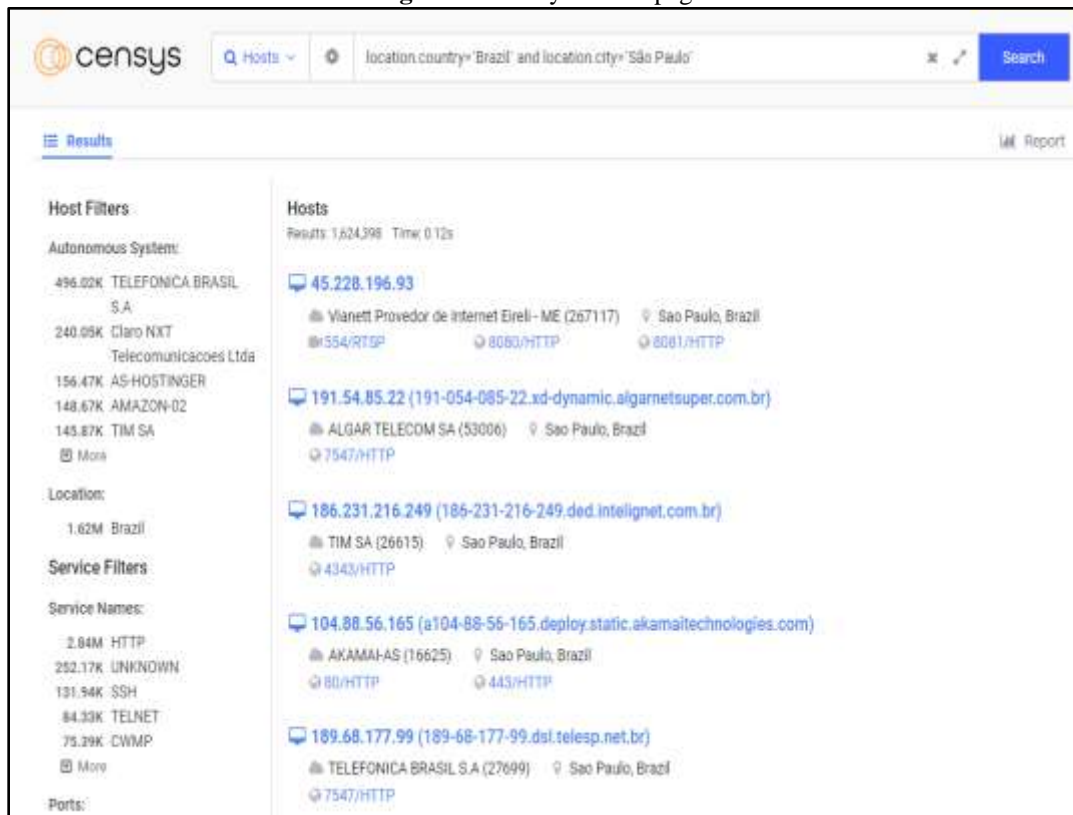 censys
Hosts
location.country='Brazil' and location.city='São Paulo'
Search
Results
Report
Host Filters
Autonomous System:
496.02K TELEFONICA BRASIL
S.A
240.05K Claro NXT
Telecomunicacoes Ltda
156.47K AS-HOSTINGER
148.67K AMAZON-02
145.87K TIM SA
More
Location:
1.62M Brazil
Service Filters
Service Names:
2.84M HTTP
252.17K UNKNOWN
131.94K SSH
84.33K TELNET
75.39K CWMP
More
Ports:
Hosts
Results: 1,624,398 Time: 0.12s
45.228.196.93
Vianett Provedor de Internet Eireli - ME (267117) Sao Paulo, Brazil
554/RTSP 8080/HTTP 8081/HTTP
191.54.85.22 (191-054-085-22.xd-dynamic.algarnetsuper.com.br)
ALGAR TELECOM SA (53006) Sao Paulo, Brazil
7547/HTTP
186.231.216.249 (186-231-216-249.ded.intelignet.com.br)
TIM SA (26615) Sao Paulo, Brazil
4343/HTTP
104.88.56.165 (a104-88-56-165.deploy.static.akamaitechnologies.com)
AKAMAI-AS (16625) Sao Paulo, Brazil
80/HTTP 443/HTTP
189.68.177.99 (189-68-177-99.dsl.telesp.net.br)
TELEFONICA BRASIL S.A (27699) Sao Paulo, Brazil
7547/HTTP